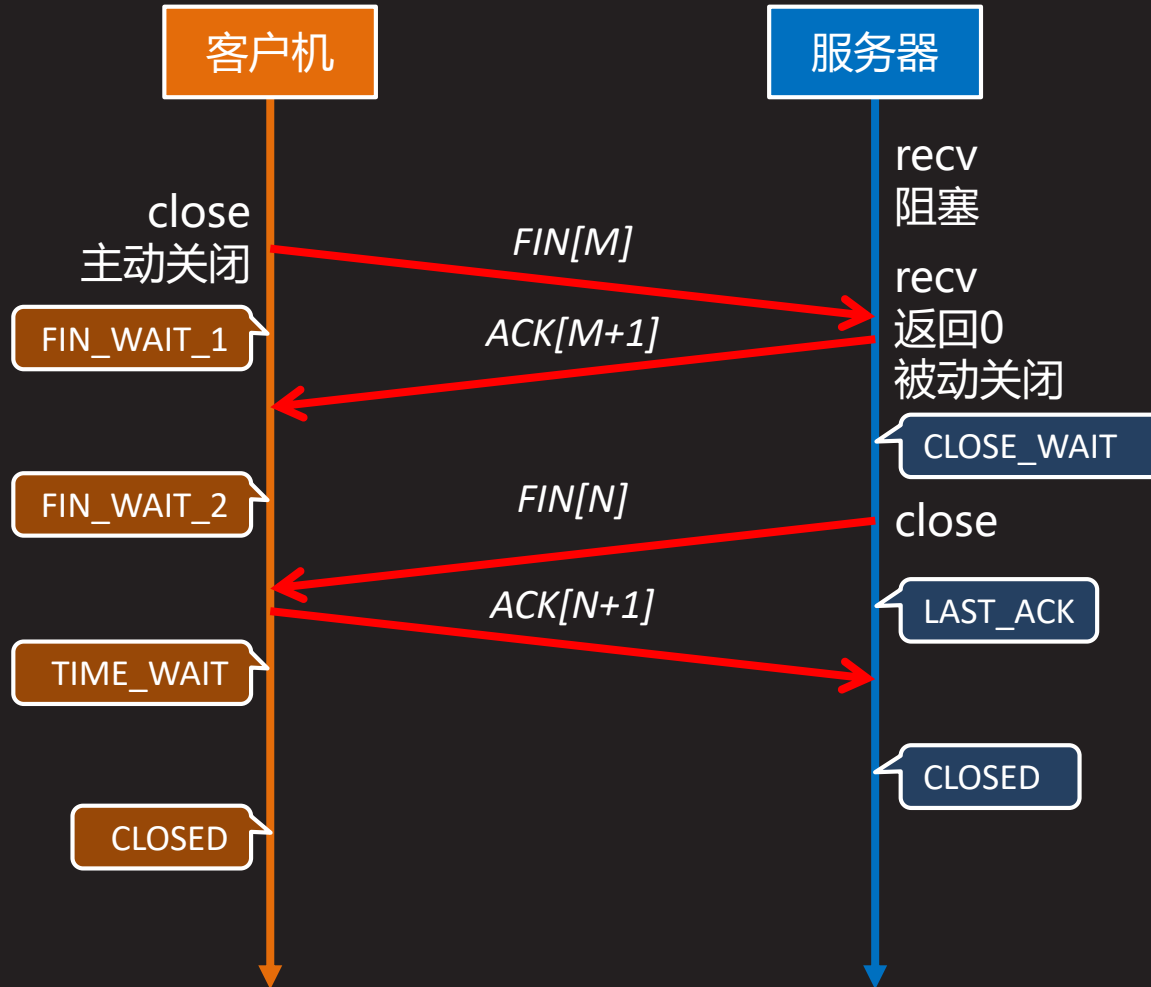 客户机
服务器
recv
阻塞
close
主动关闭
FIN[M]
recv
返回0
被动关闭
FIN_WAIT_1
ACK[M+1]
CLOSE_WAIT
FIN_WAIT_2
FIN[N]
close
ACK[N+1]
LAST_ACK
TIME_WAIT
CLOSED
CLOSED